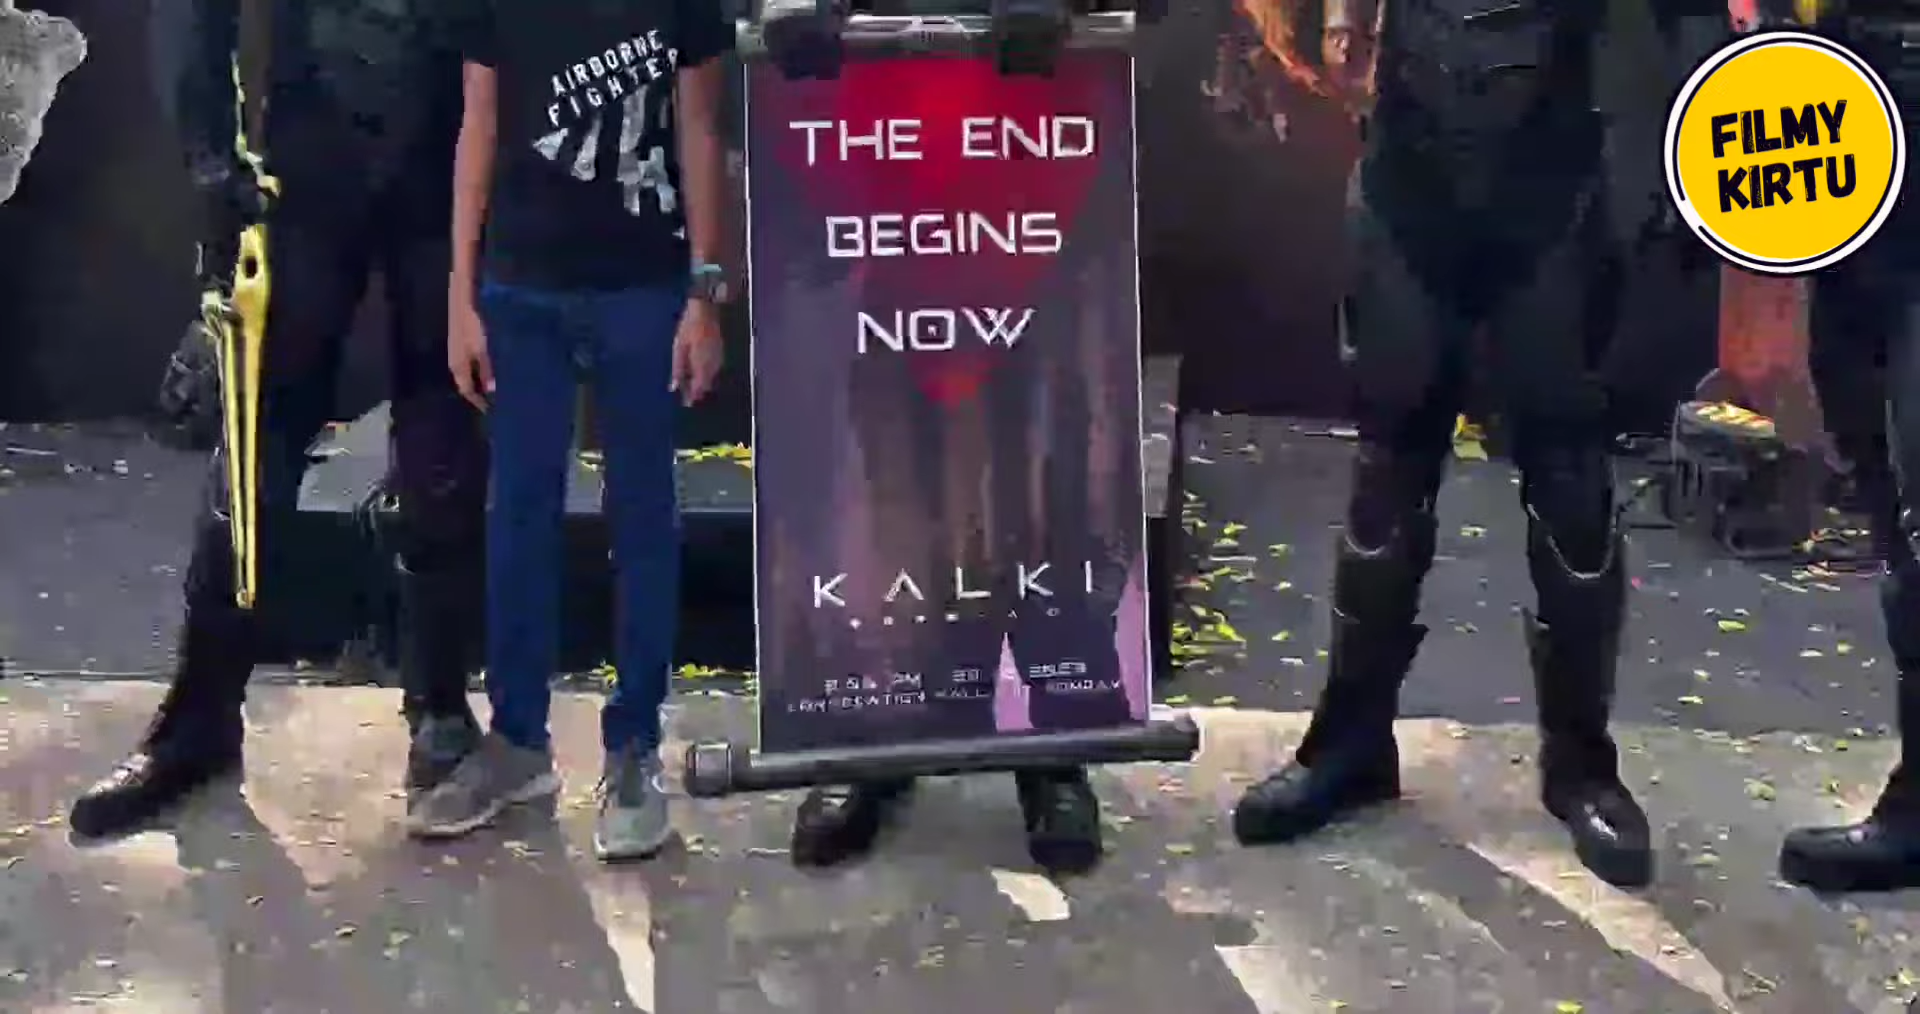 AIRBORNE
FIGHTER
THE END
BEGINS
NOW
KALKI
FILMY
KIRTU